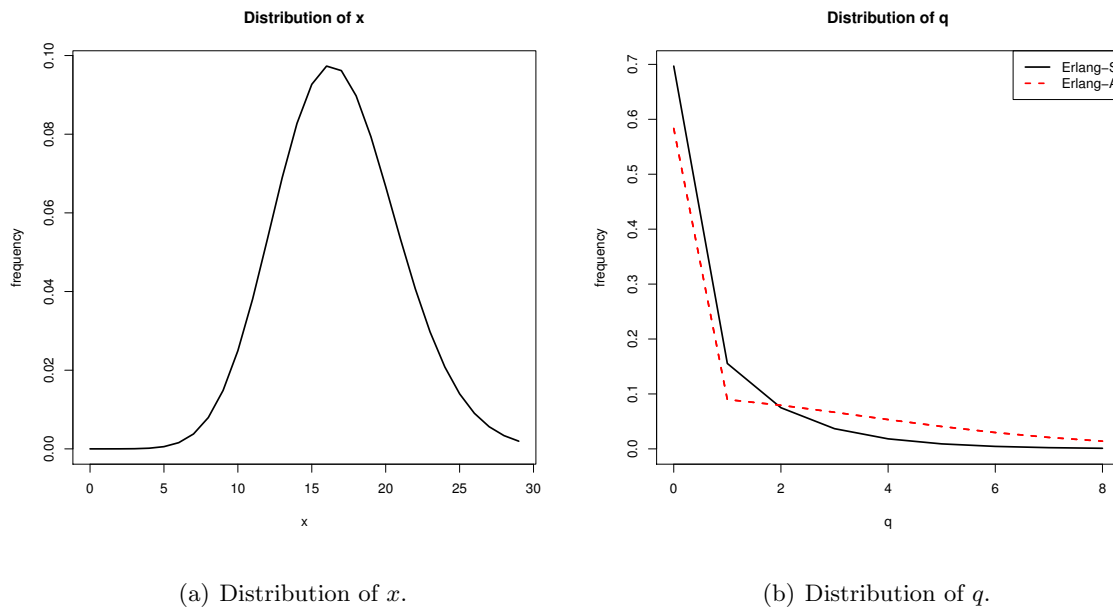 Distribution of x
frequency
0.00 0.02 0.04 0.06 0.08 0.10
0 5 10 15 20 25 30
x
(a) Distribution of x.
Distribution of q
frequency
0.0 0.1 0.2 0.3 0.4 0.5 0.6 0.7
Erlang−S
Erlang−A
0 2 4 6 8
q
(b) Distribution of q.